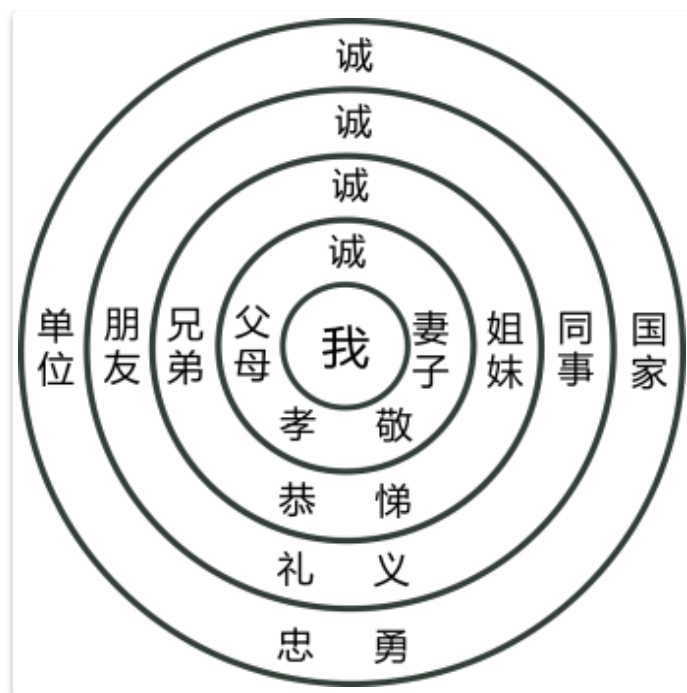 诚
诚
诚
诚
单位 朋友 兄弟 父母 我 妻子 姐妹 同事 国家
孝 敬
恭 悌
礼 义
忠 勇